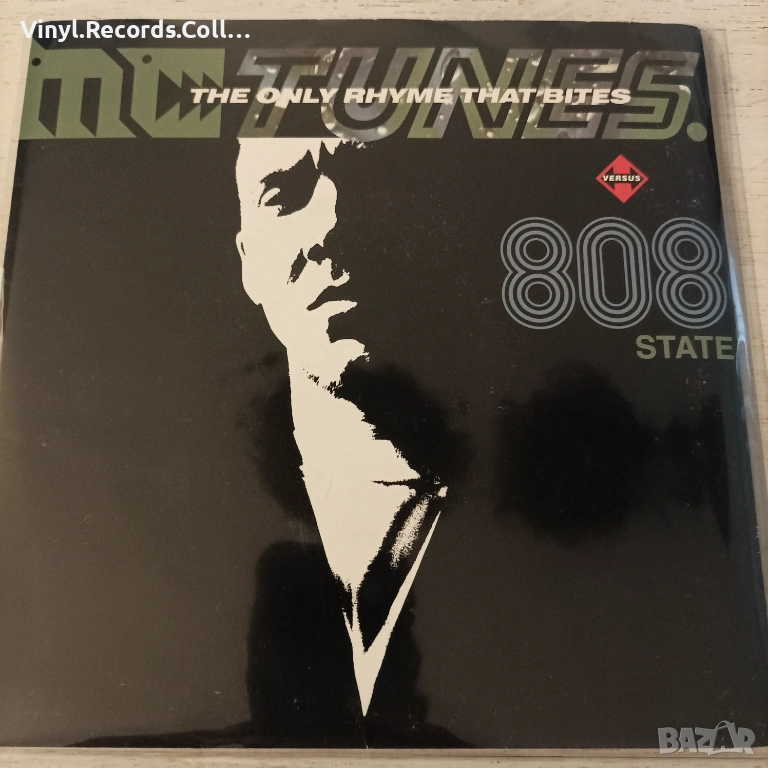 Vinyl.Records.Coll...
MC TUNES.
THE ONLY RHYME THAT BITES
VERSUS
808
STATE
BAZAR